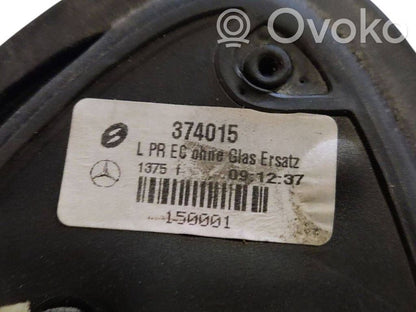 Ovoko
374015
L PR EC ohne Glas Ersatz
1375 f 09:12:37
150001